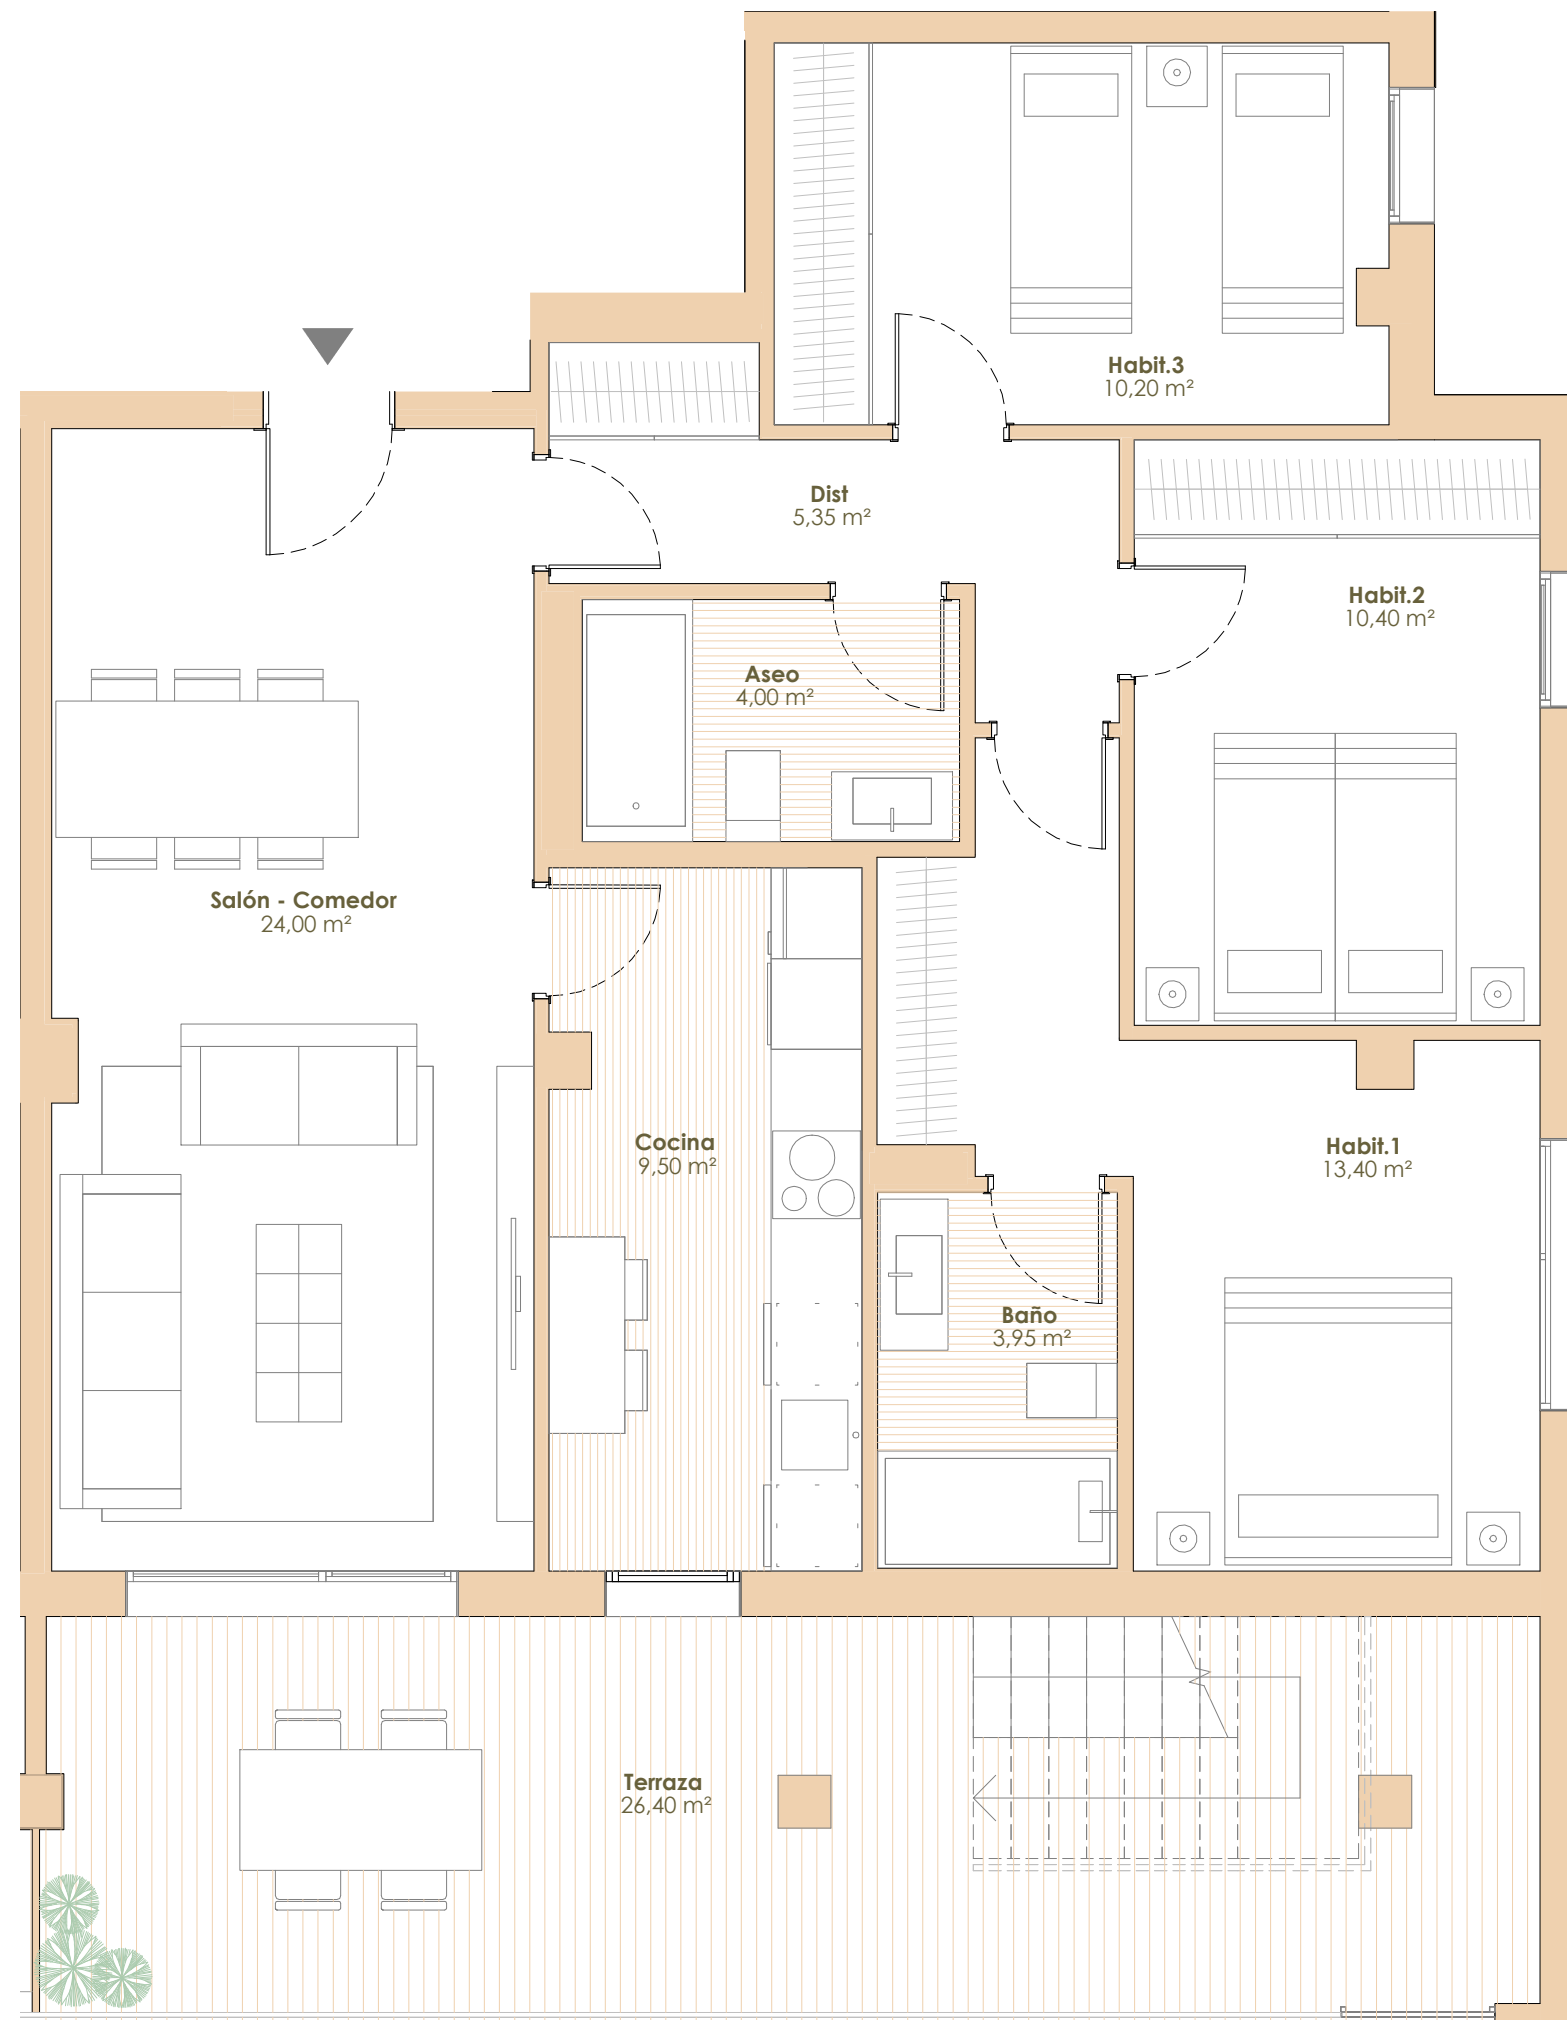 Habit.3
10,20 m²
Dist
5,35 m²
Habit.2
10,40 m²
Aseo
4,00 m²
Salón - Comedor
24,00 m²
Cocina
9,50 m²
Habit.1
13,40 m²
Baño
3,95 m²
Terraza
26,40 m²